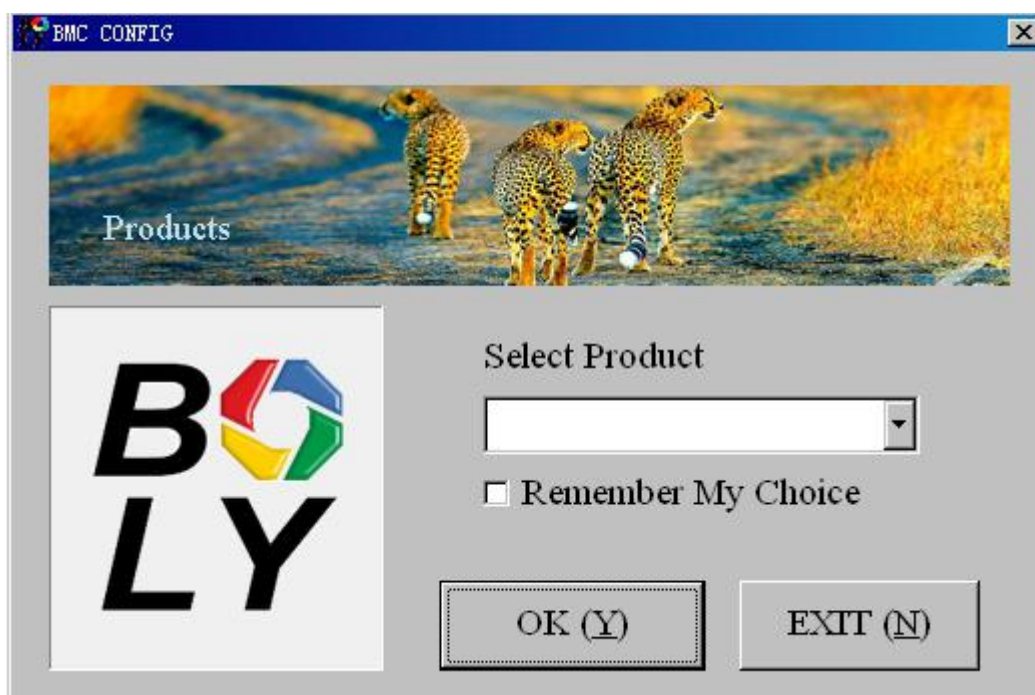 BMC CONFIG
Products
BOLY
Select Product
Remember My Choice
OK (Y)
EXIT (N)